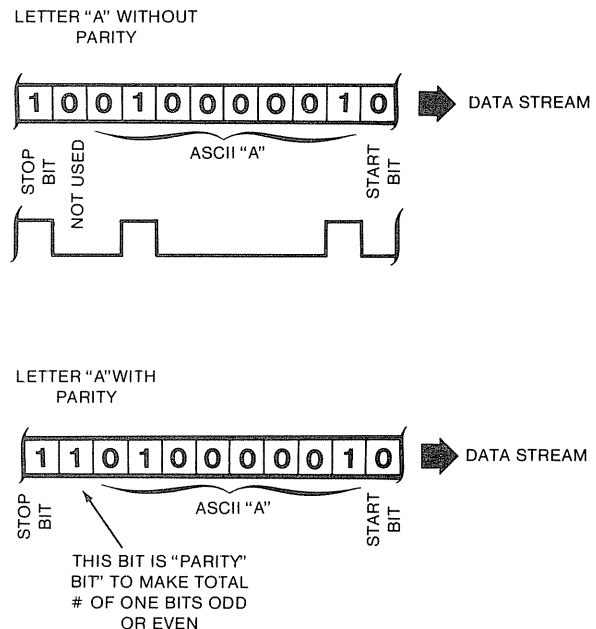 LETTER "A" WITHOUT
PARITY
1 0 0 1 0 0 0 0 0 1 0
DATA STREAM
STOP
BIT
NOT USED
ASCII "A"
START
BIT
LETTER "A"WITH
PARITY
1 1 0 1 0 0 0 0 0 1 0
DATA STREAM
STOP
BIT
ASCII "A"
START
BIT
THIS BIT IS "PARITY"
BIT" TO MAKE TOTAL
# OF ONE BITS ODD
OR EVEN